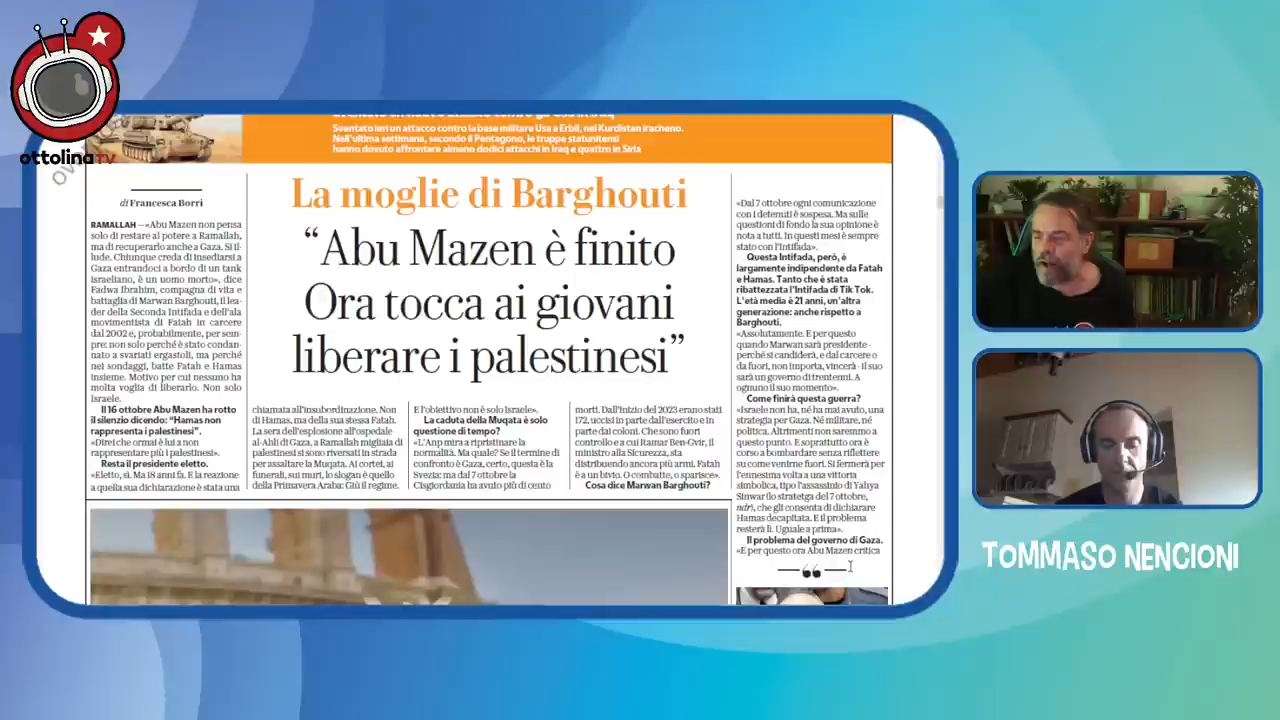 ottolinaTV
Sventato ieri un attacco contro la base militare Usa a Erbil, nel Kurdistan iracheno.
Nell'ultima settimana, secondo il Pentagono, le truppe statunitensi
hanno dovuto affrontare almeno dodici attacchi in Iraq e quattro in Siria
di Francesca Borri
RAMALLAH – «Abu Mazen non pensa
solo di restare al potere a Ramallah,
ma di recuperarlo anche a Gaza. Si il-
lude. Chiunque creda di insediarsi a
Gaza entrandoci a bordo di un tank
israeliano, è un uomo morto», dice
Fadwa Ibrahim, compagna di vita e
battaglia di Marwan Barghouti, il lea-
der della Seconda Intifada e dell'ala
movimentista di Fatah in carcere
dal 2002 e, probabilmente, per sem-
pre: non solo perché è stato condan-
nato a svariati ergastoli, ma perché
nei sondaggi, batte Fatah e Hamas
insieme. Motivo per cui nessuno ha
molta voglia di liberarlo. Non solo
Israele.
Il 16 ottobre Abu Mazen ha rotto
il silenzio dicendo: "Hamas non
rappresenta i palestinesi".
«Direi che ormai è lui a non
rappresentare più i palestinesi».
Resta il presidente eletto.
«Eletto, sì. Ma 18 anni fa. E la reazione
a quella sua dichiarazione è stata una
La moglie di Barghouti
“Abu Mazen è finito
Ora tocca ai giovani
liberare i palestinesi”
chiamata all'insubordinazione. Non
di Hamas, ma della sua stessa Fatah.
La sera dell'esplosione all'ospedale
al-Ahli di Gaza, a Ramallah migliaia di
palestinesi si sono riversati in strada
per assaltare la Muqata. Ai cortei, ai
funerali, sui muri, lo slogan è quello
della Primavera Araba: Giù il regime.
E l'obiettivo non è solo Israele».
La caduta della Muqata è solo
questione di tempo?
«L'Anp mira a ripristinare la
normalità. Ma quale? Se il termine di
confronto è Gaza, certo, questa è la
Svezia: ma dal 7 ottobre la
Cisgiordania ha avuto più di cento
morti. Dall'inizio del 2023 erano stati
172, uccisi in parte dall'esercito e in
parte dai coloni. Che sono fuori
controllo e a cui Itamar Ben-Gvir, il
ministro alla Sicurezza, sta
distribuendo ancora più armi. Fatah
è a un bivio. O combatte, o sparisce».
Cosa dice Marwan Barghouti?
«Dal 7 ottobre ogni comunicazione
con i detenuti è sospesa. Ma sulle
questioni di fondo la sua opinione è
nota a tutti. In questi mesi è sempre
stato con l'Intifada».
Questa Intifada, però, è
largamente indipendente da Fatah
e Hamas. Tanto che è stata
ribattezzata l'Intifada di Tik Tok.
L'età media è 21 anni, un'altra
generazione: anche rispetto a
Barghouti.
«Assolutamente. E per questo
quando Marwan sarà presidente -
perché si candiderà, e dal carcere o
da fuori, non importa, vincerà - il suo
sarà un governo di trentenni. A
ognuno il suo momento».
Come finirà questa guerra?
«Israele non ha, né ha mai avuto, una
strategia per Gaza. Né militare, né
politica. Altrimenti non saremmo a
questo punto. E soprattutto ora è
corso a bombardare senza riflettere
su come venirne fuori. Si fermerà per
l'ennesima volta a una vittoria
simbolica, tipo l'assassinio di Yahya
Sinwar (lo stratetga del 7 ottobre,
ndr), che gli consenta di dichiarare
Hamas decapitata. E il problema
resterà lì. Uguale a prima».
Il problema del governo di Gaza.
«E per questo ora Abu Mazen critica
TOMMASO NENCIONI